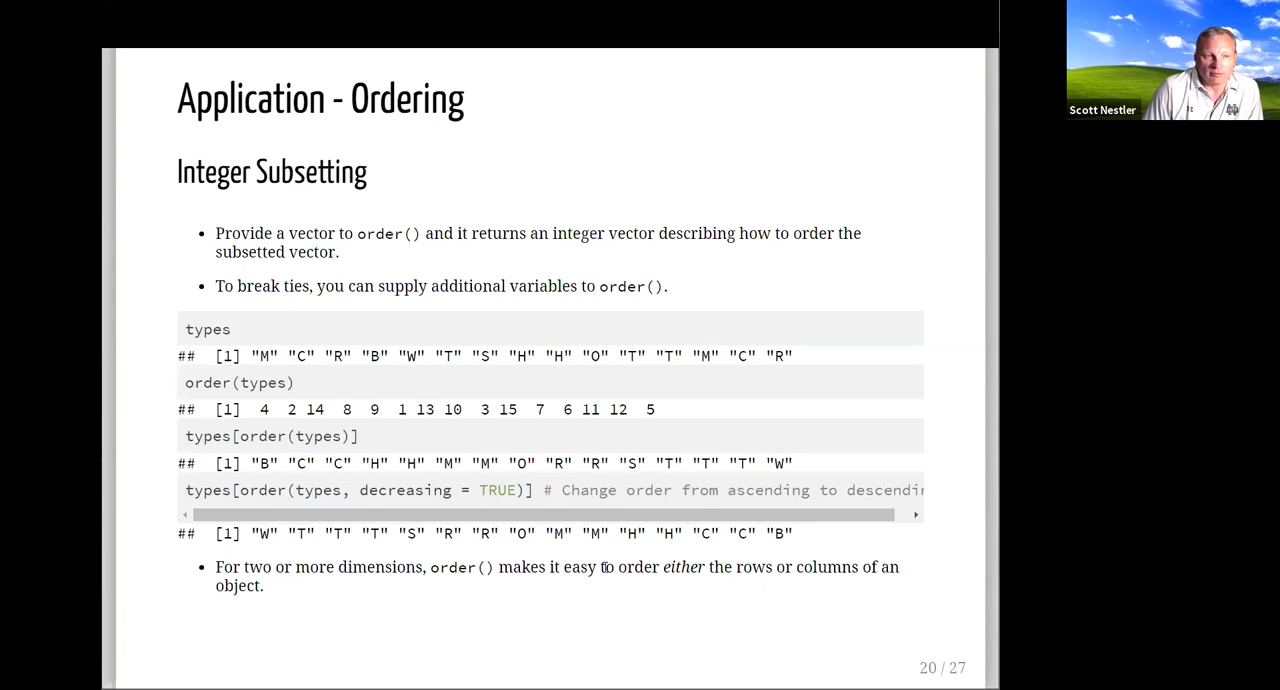 Application - Ordering
Integer Subsetting
• Provide a vector to order() and it returns an integer vector describing how to order the
subsetted vector.
• To break ties, you can supply additional variables to order().
types
## [1] "M" "C" "R" "B" "W" "T" "S" "H" "H" "O" "T" "T" "M" "C" "R"
order(types)
## [1] 4 2 14 8 9 1 13 10 3 15 7 6 11 12 5
types[order(types)]
## [1] "B" "C" "C" "H" "H" "M" "M" "O" "R" "R" "S" "T" "T" "T" "W"
types[order(types, decreasing = TRUE)] # Change order from ascending to descendin
## [1] "W" "T" "T" "T" "S" "R" "R" "O" "M" "M" "H" "H" "C" "C" "B"
• For two or more dimensions, order() makes it easy to order either the rows or columns of an
object.
20 / 27
Scott Nestler